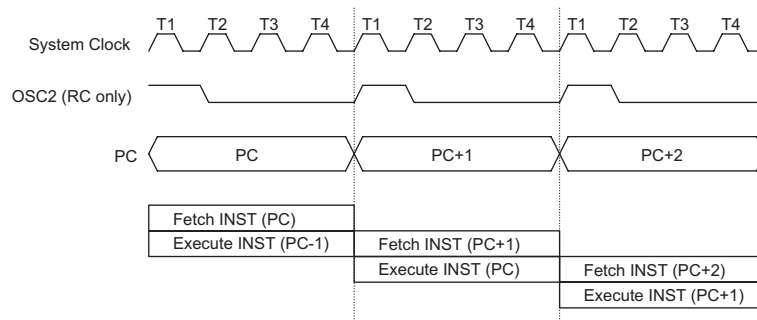 T1 T2 T3 T4 T1 T2 T3 T4 T1 T2 T3 T4
System Clock
OSC2 (RC only)
PC PC PC+1 PC+2
Fetch INST (PC)
Execute INST (PC-1) Fetch INST (PC+1)
Execute INST (PC) Fetch INST (PC+2)
Execute INST (PC+1)